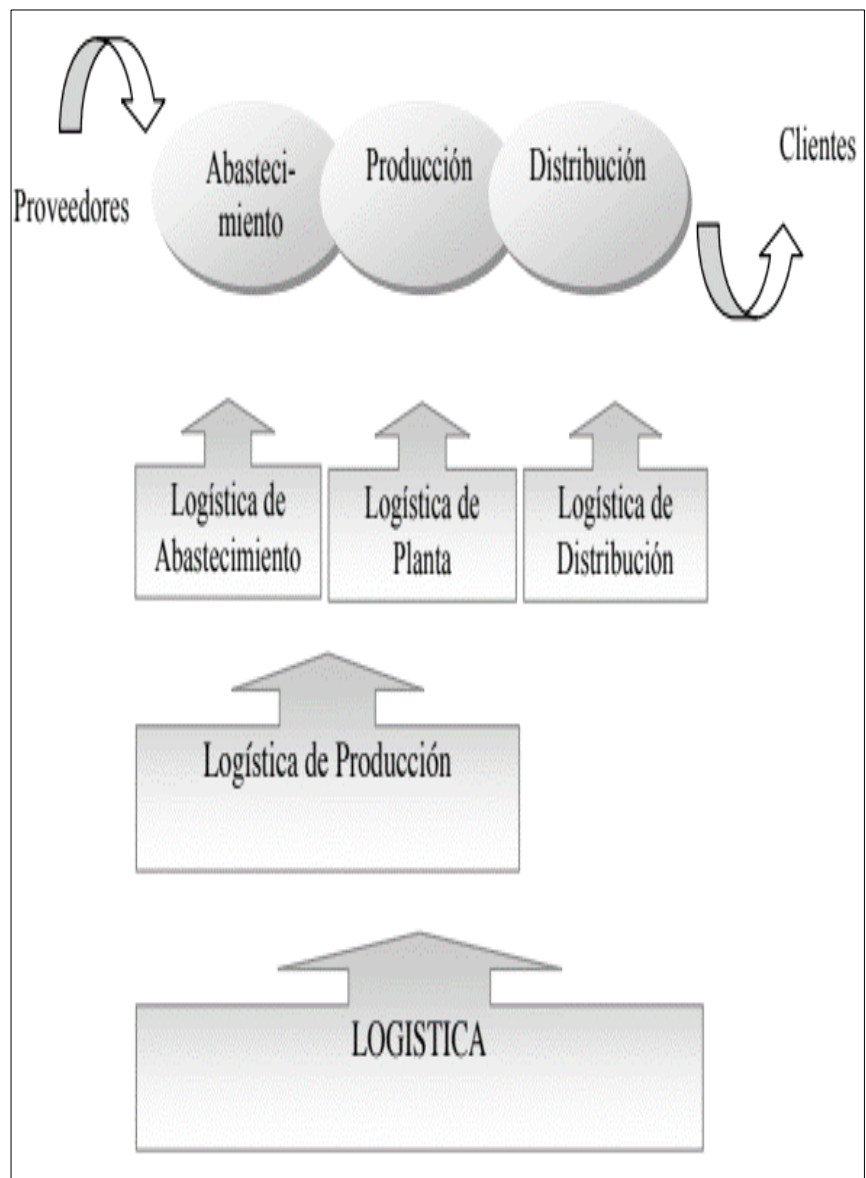 Proveedores
Abasteci-
miento
Producción
Distribución
Clientes
Logística de
Abastecimiento
Logística de
Planta
Logística de
Distribución
Logística de Producción
LOGISTICA